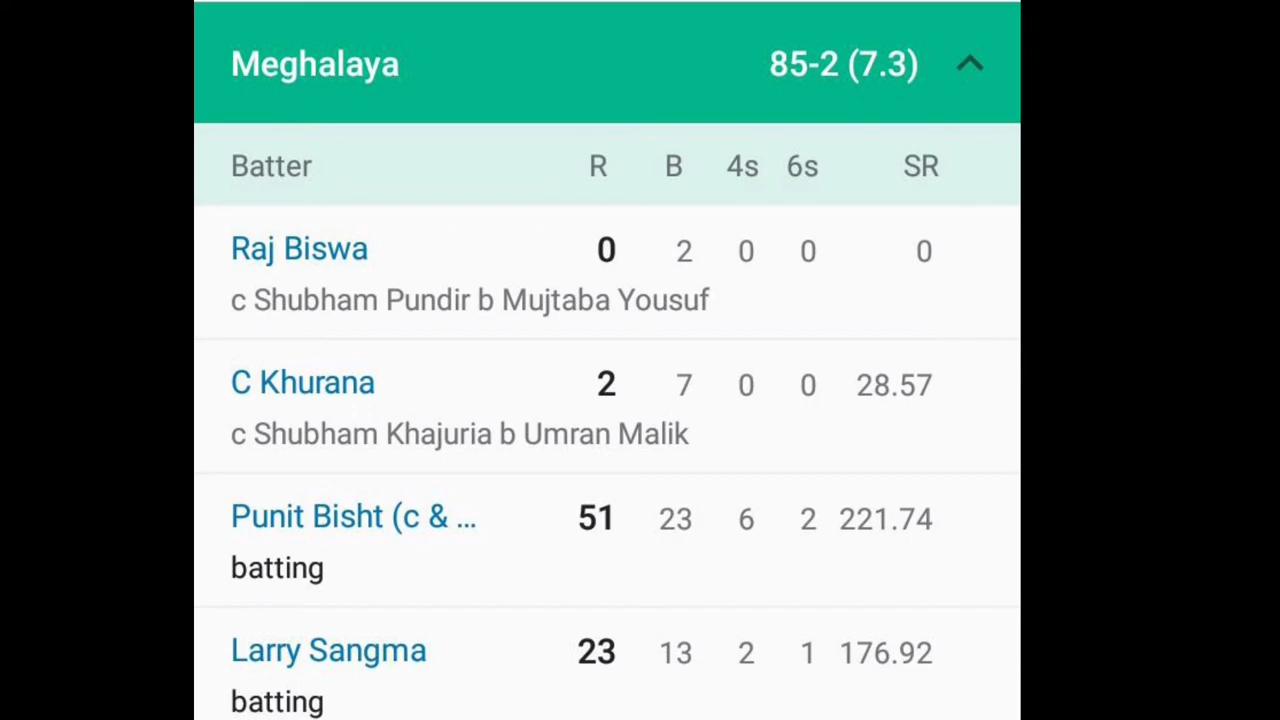 Meghalaya 85-2 (7.3)
Batter R B 4s 6s SR
Raj Biswa 0 2 0 0 0
c Shubham Pundir b Mujtaba Yousuf
C Khurana 2 7 0 0 28.57
c Shubham Khajuria b Umran Malik
Punit Bisht (c & ... 51 23 6 2 221.74
batting
Larry Sangma 23 13 2 1 176.92
batting